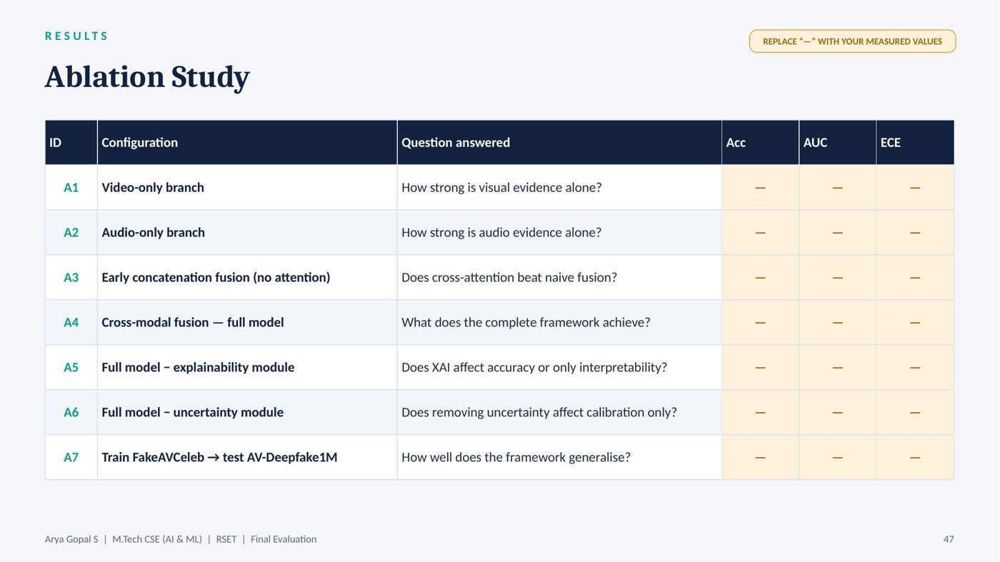 RESULTS
REPLACE “—” WITH YOUR MEASURED VALUES
Ablation Study
ID Configuration Question answered Acc AUC ECE
A1 Video-only branch How strong is visual evidence alone? — — —
A2 Audio-only branch How strong is audio evidence alone? — — —
A3 Early concatenation fusion (no attention) Does cross-attention beat naive fusion? — — —
A4 Cross-modal fusion — full model What does the complete framework achieve? — — —
A5 Full model − explainability module Does XAI affect accuracy or only interpretability? — — —
A6 Full model − uncertainty module Does removing uncertainty affect calibration only? — — —
A7 Train FakeAVCeleb → test AV-Deepfake1M How well does the framework generalise? — — —
Arya Gopal S | M.Tech CSE (AI & ML) | RSET | Final Evaluation 47